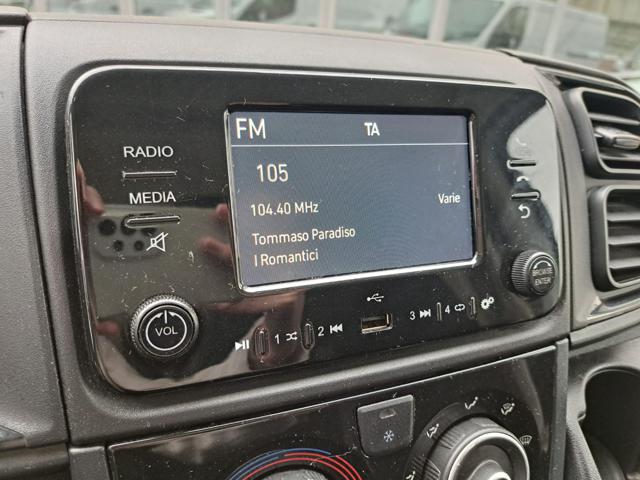 FM
TA
105
104.40 MHz
Varie
Tommaso Paradiso
I Romantici
RADIO
MEDIA
VOL
BROWSE
ENTER
1
2
3
4